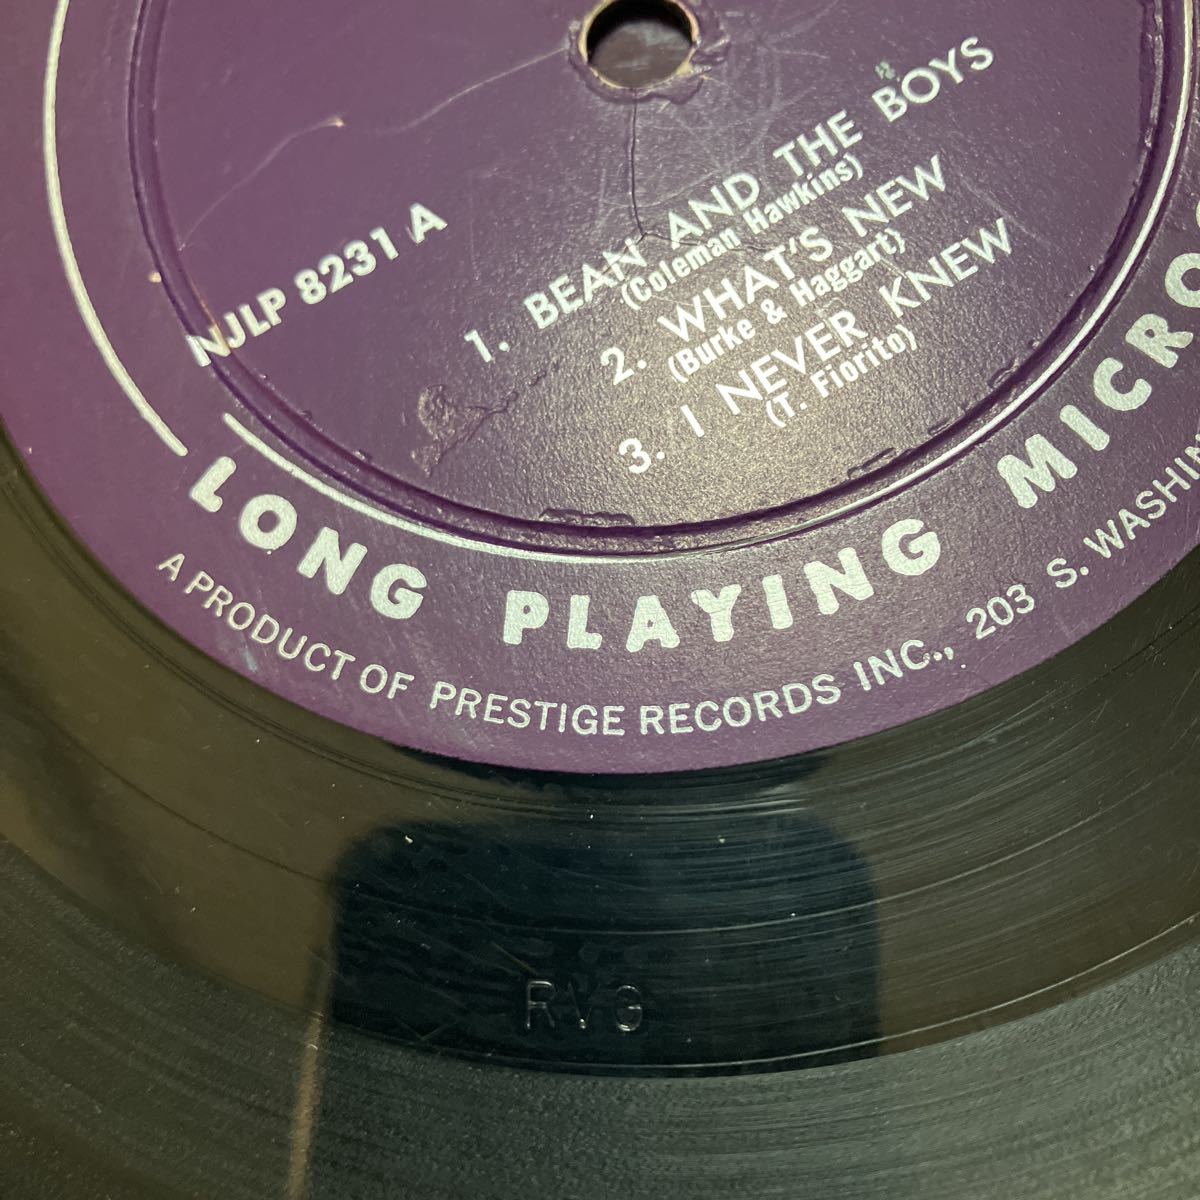 NJLP 8231 A
1. BEAN AND THE BOYS
(Coleman Hawkins)
2. WHAT'S NEW
(Burke & Haggart)
3. I NEVER KNEW
(T. Fiorito)
LONG PLAYING MICRO
A PRODUCT OF PRESTIGE RECORDS INC., 203 S. WASHIN
RVG